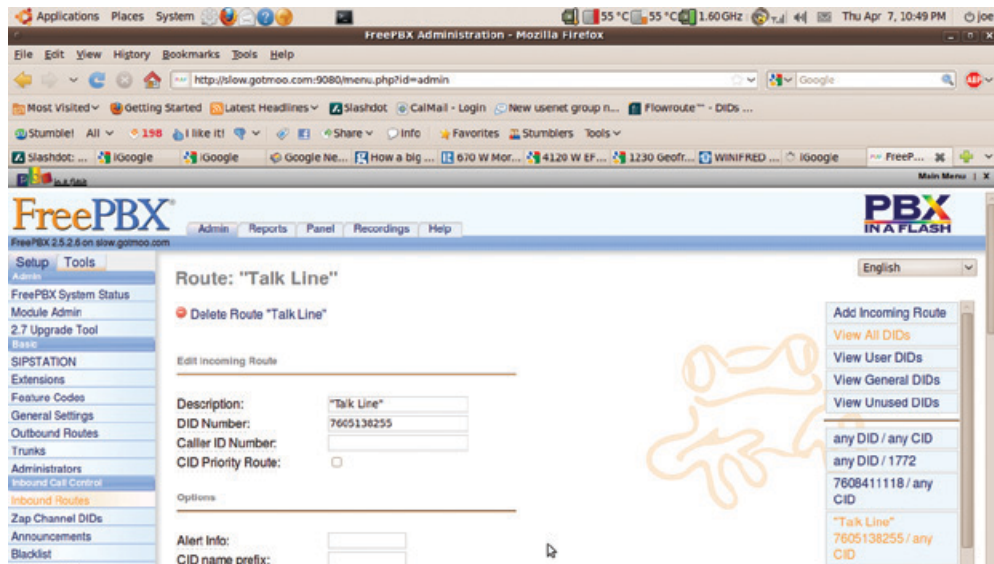 Applications Places System 55 °C 55 °C 1.60 GHz Thu Apr 7, 10:49 PM joe
FreePBX Administration - Mozilla Firefox
File Edit View History Bookmarks Tools Help
http://slow.gotmoo.com:9080/menu.php?id=admin Google
Most Visited Getting Started Latest Headlines Slashdot CalMail - Login New usenet group n... Flowroute™ - DIDs ...
Stumble! All 198 I like it! Share Info Favorites Stumblers Tools
Slashdot: ... iGoogle iGoogle Google Ne... How a big ... 670 W Mor... 4120 W EF... 1230 Geofr... WINIFRED ... iGoogle FreeP...
in a flash Main Menu | X
FreePBX® Admin Reports Panel Recordings Help PBX IN A FLASH
FreePBX 2.5.2.6 on slow.gotmoo.com
Setup Tools English
Admin
FreePBX System Status
Module Admin
2.7 Upgrade Tool
Basic
SIPSTATION
Extensions
Feature Codes
General Settings
Outbound Routes
Trunks
Administrators
Inbound Call Control
Inbound Routes
Zap Channel DIDs
Announcements
Blacklist
Route: "Talk Line"
Delete Route "Talk Line"
Edit Incoming Route
Description: "Talk Line"
DID Number: 7605138255
Caller ID Number:
CID Priority Route:
Options
Alert Info:
CID name prefix:
Add Incoming Route
View All DIDs
View User DIDs
View General DIDs
View Unused DIDs
any DID / any CID
any DID / 1772
7608411118 / any
CID
"Talk Line"
7605138255 / any
CID